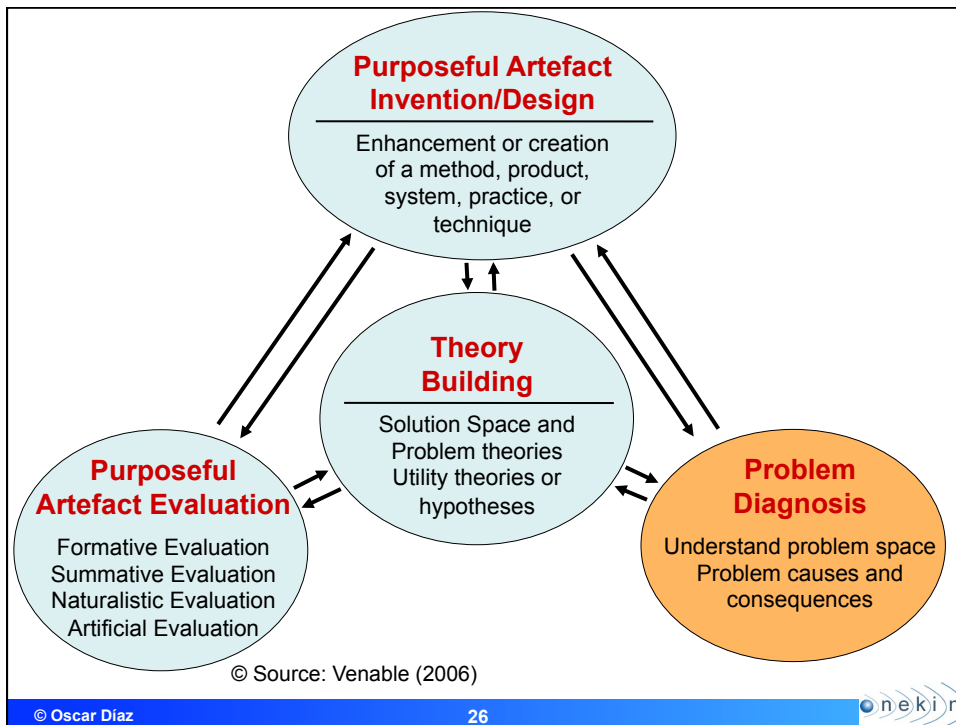 Purposeful Artefact
Invention/Design
Enhancement or creation
of a method, product,
system, practice, or
technique
Theory
Building
Solution Space and
Problem theories
Utility theories or
hypotheses
Purposeful
Artefact Evaluation
Formative Evaluation
Summative Evaluation
Naturalistic Evaluation
Artificial Evaluation
Problem
Diagnosis
Understand problem space
Problem causes and
consequences
© Source: Venable (2006)
© Oscar Díaz
26
onekin